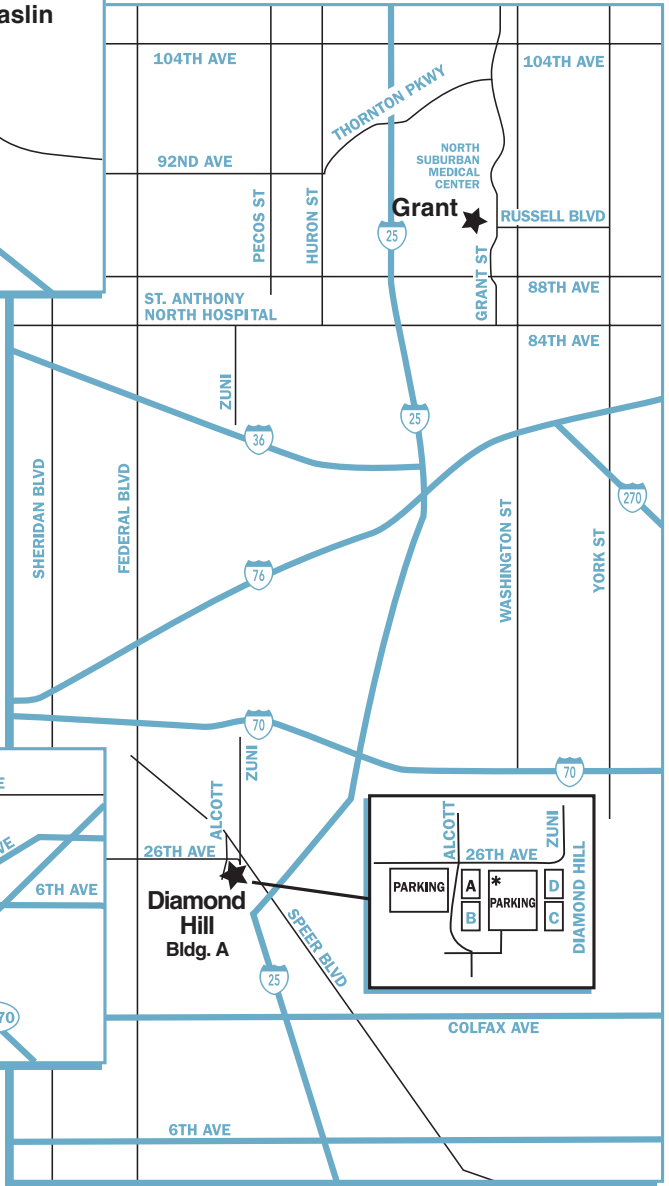 aslin
104TH AVE
104TH AVE
THORNTON PKWY
NORTH
SUBURBAN
MEDICAL
CENTER
92ND AVE
PECOS ST
HURON ST
Grant
RUSSELL BLVD
25
GRANT ST
88TH AVE
ST. ANTHONY
NORTH HOSPITAL
84TH AVE
ZUNI
25
36
SHERIDAN BLVD
FEDERAL BLVD
270
WASHINGTON ST
YORK ST
76
70
ZUNI
70
E
ALCOTT
VE
26TH AVE
6TH AVE
Diamond
Hill
Bldg. A
ALCOTT
ZUNI
26TH AVE
PARKING
A
*
PARKING
D
B
C
DIAMOND HILL
SPEER BLVD
25
70
COLFAX AVE
6TH AVE